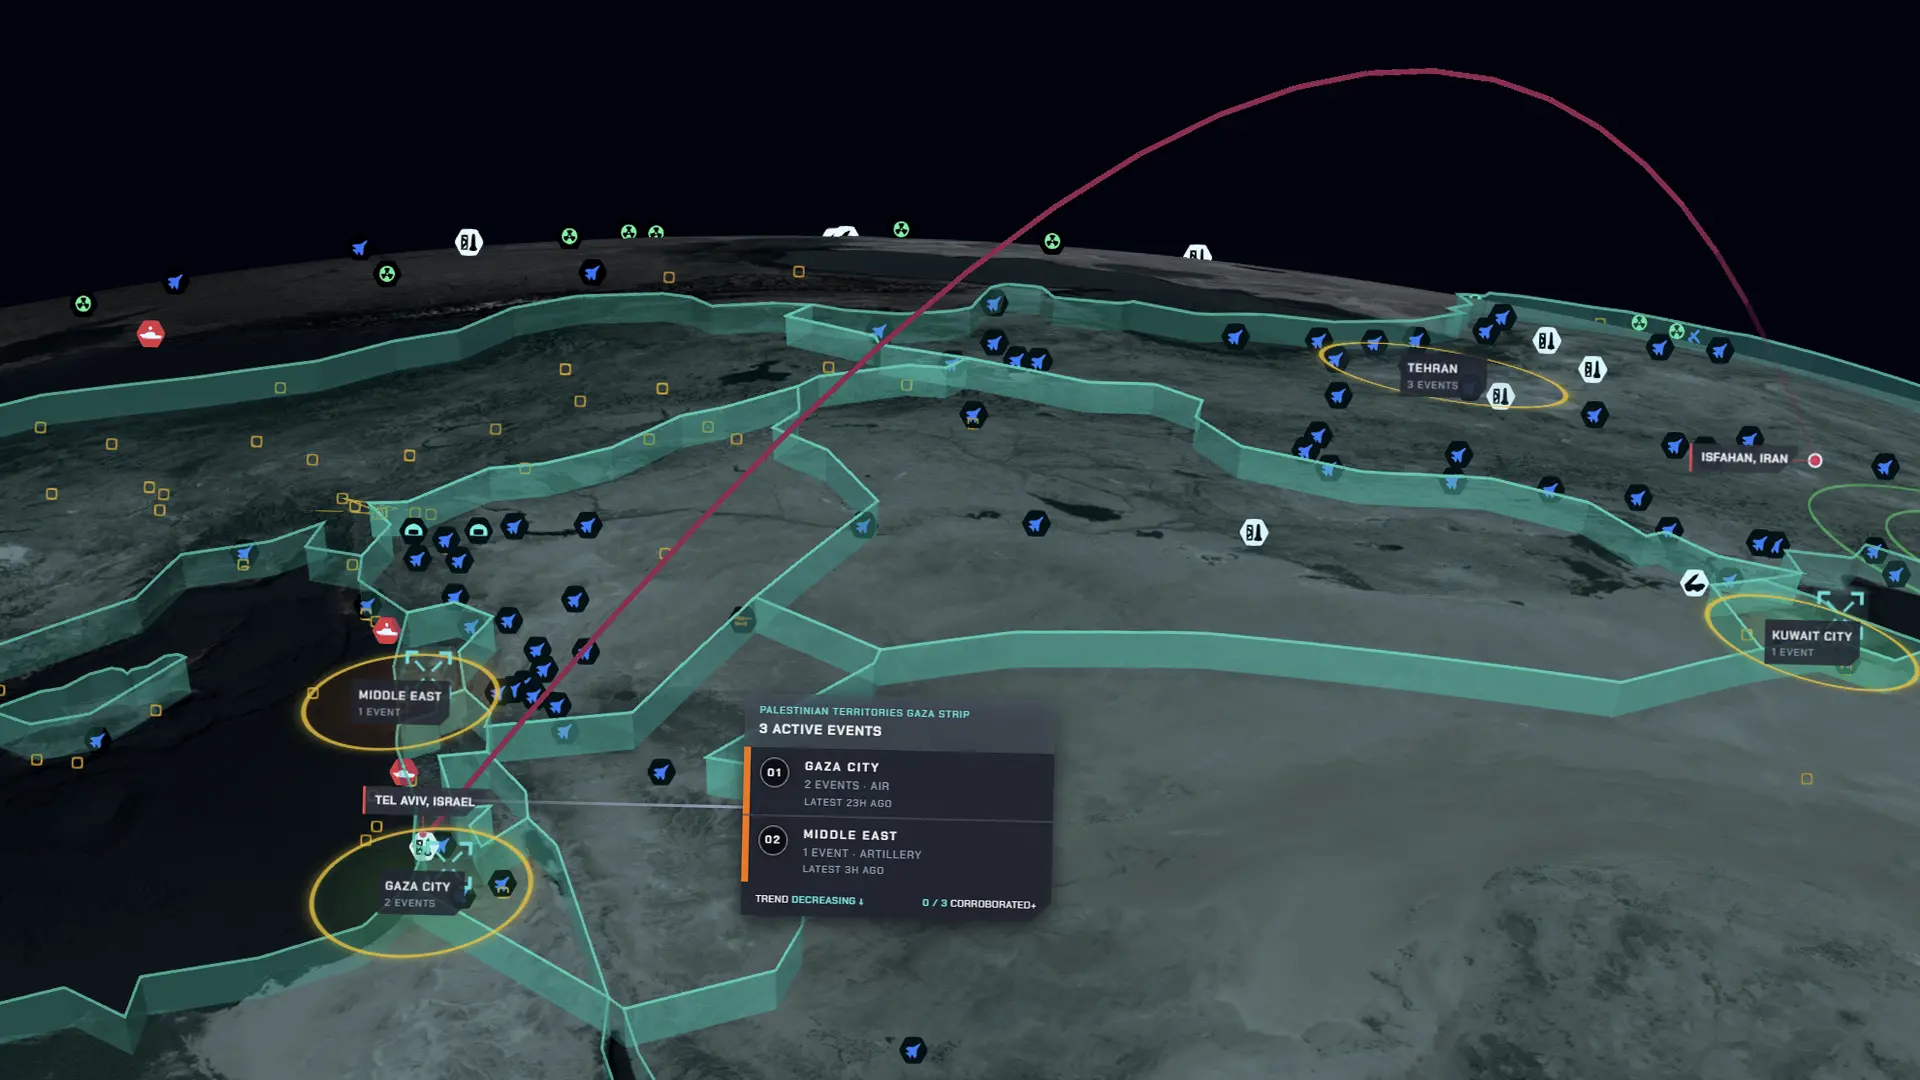 TEHRAN
3 EVENTS
ISFAHAN, IRAN
KUWAIT CITY
1 EVENT
MIDDLE EAST
1 EVENT
PALESTINIAN TERRITORIES GAZA STRIP
3 ACTIVE EVENTS
01
GAZA CITY
2 EVENTS · AIR
LATEST 23H AGO
02
MIDDLE EAST
1 EVENT · ARTILLERY
LATEST 3H AGO
TREND DECREASING ↓
0 / 3 CORROBORATED+
TEL AVIV, ISRAEL
GAZA CITY
2 EVENTS